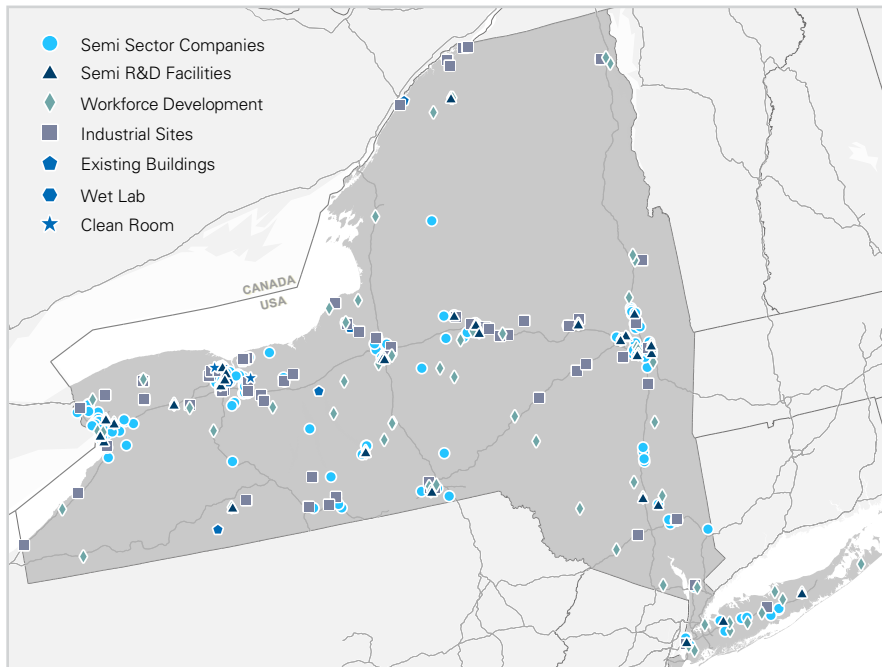 Semi Sector Companies
Semi R&D Facilities
Workforce Development
Industrial Sites
Existing Buildings
Wet Lab
Clean Room
CANADA
USA